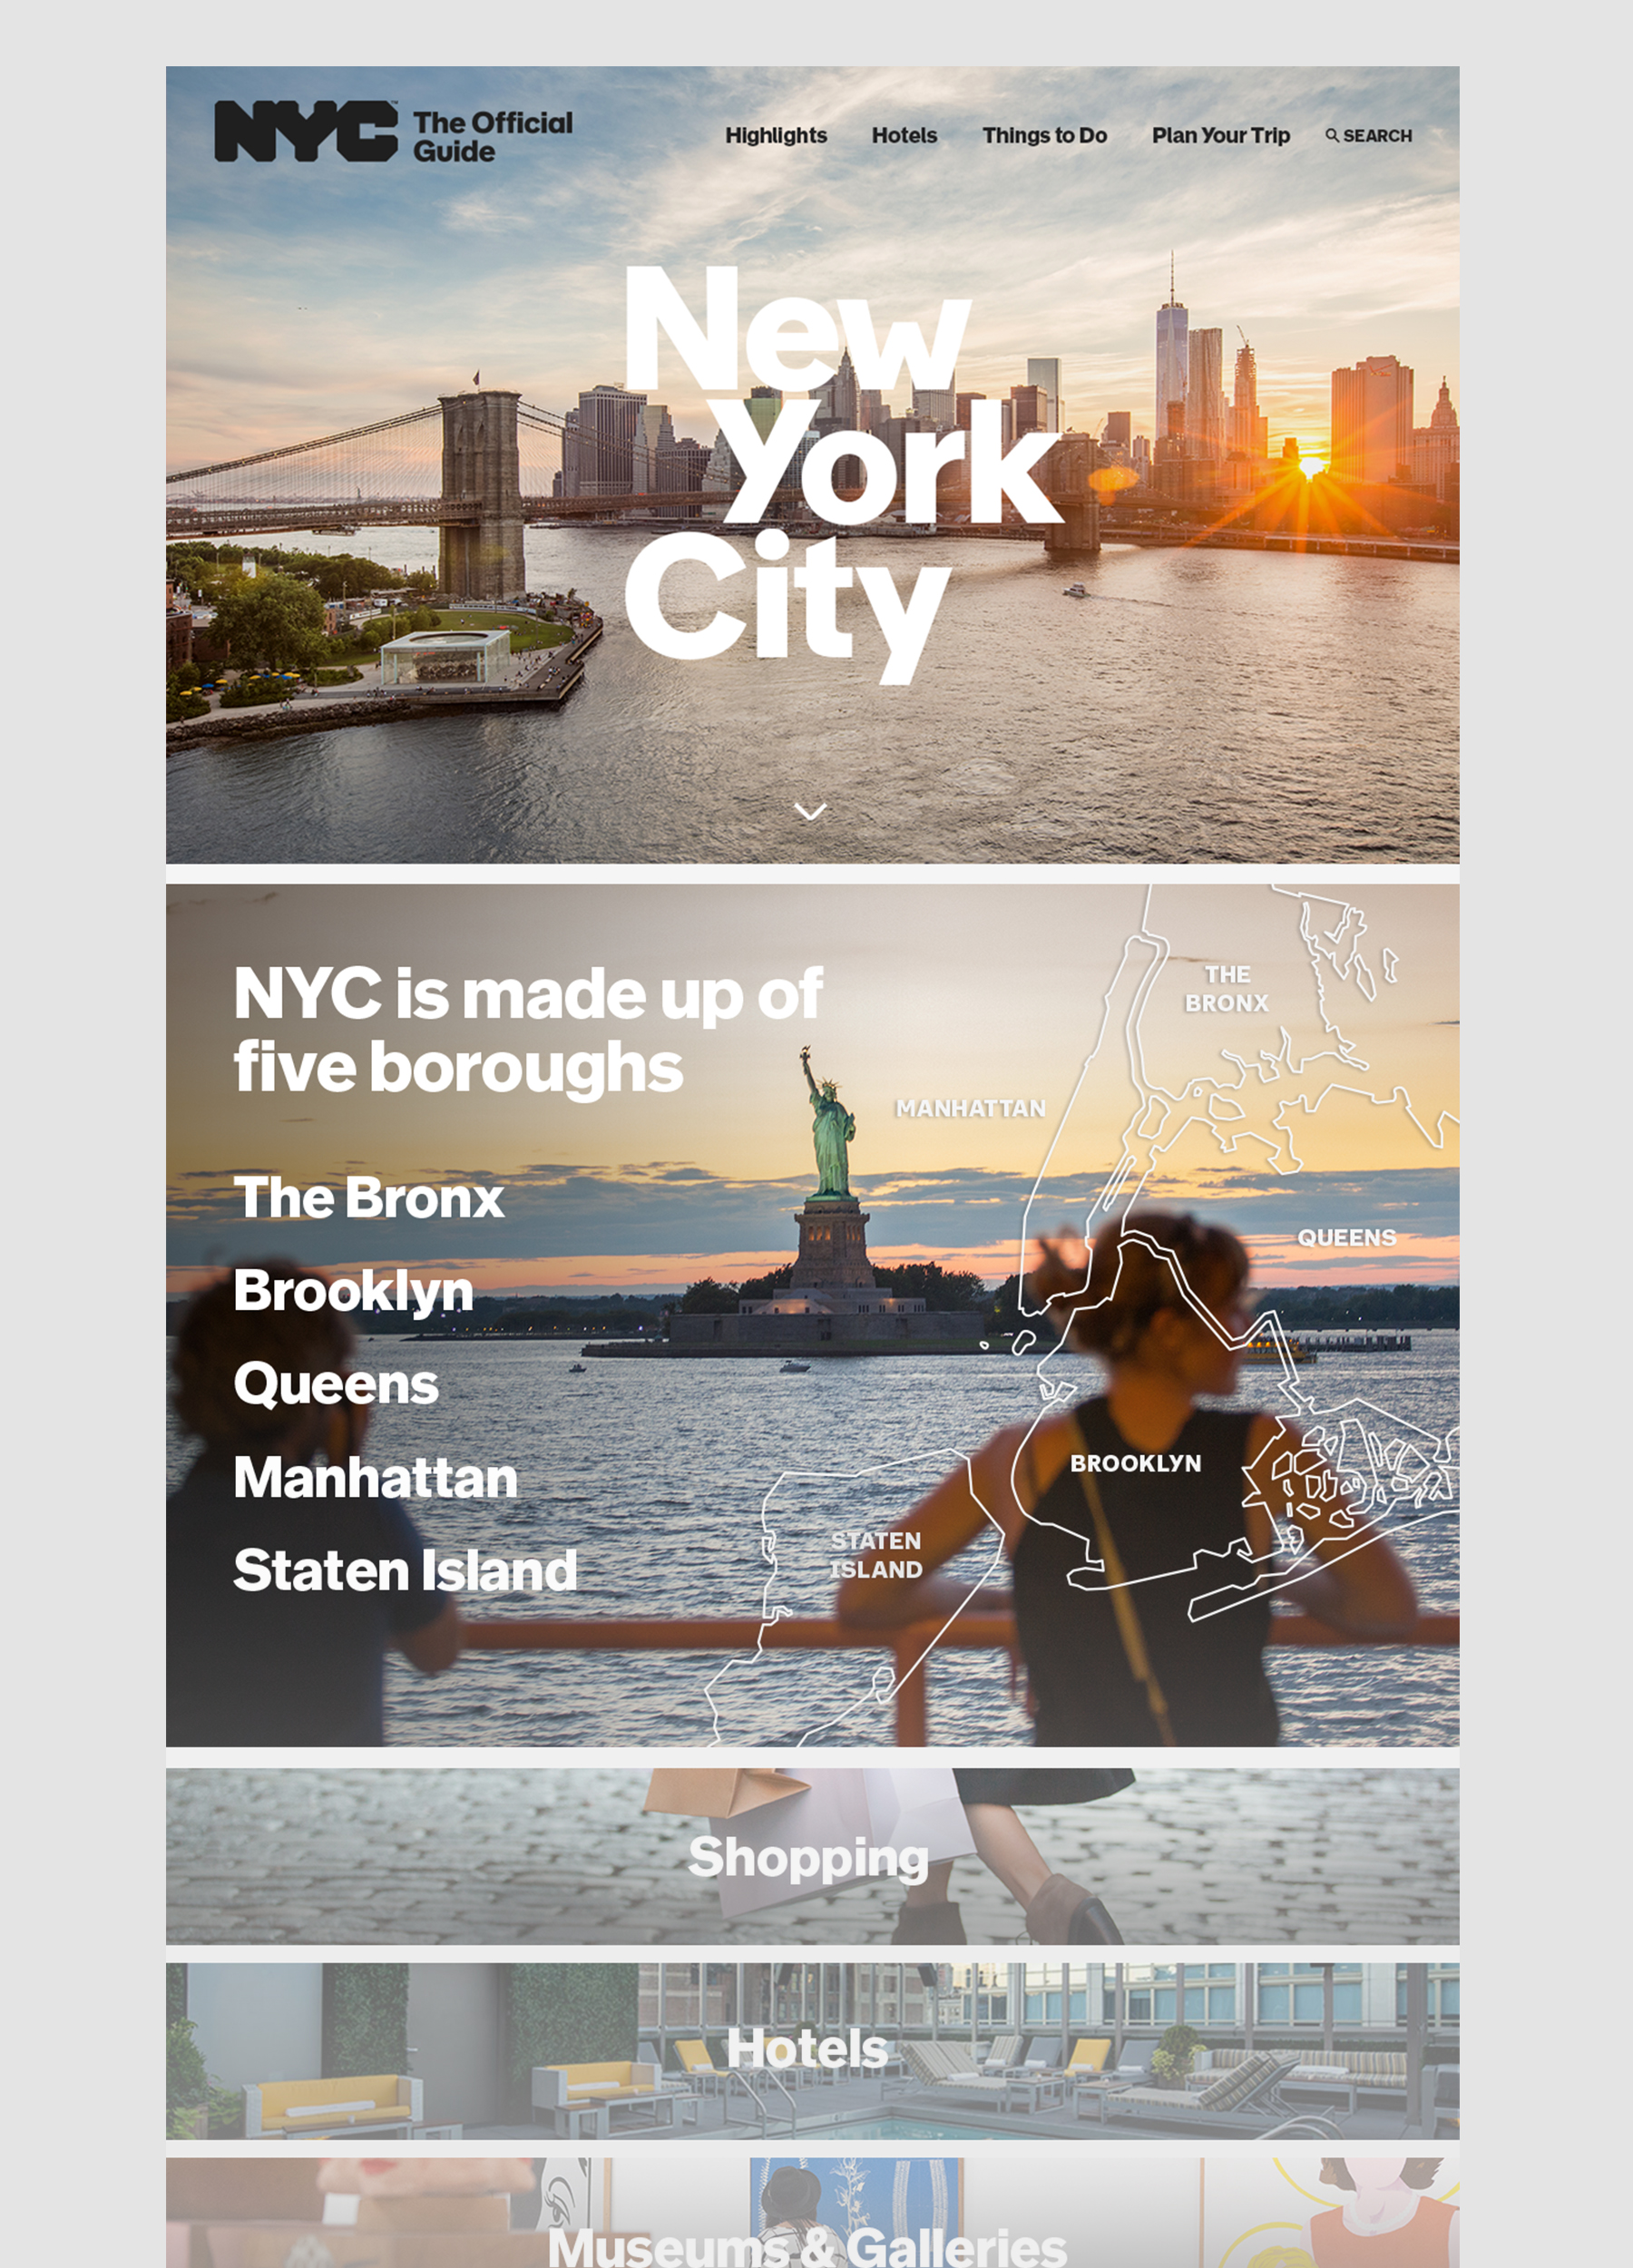 NYC™ The Official
Guide
Highlights Hotels Things to Do Plan Your Trip SEARCH
New
York
City
NYC is made up of
five boroughs
The Bronx
Brooklyn
Queens
Manhattan
Staten Island
THE
BRONX
MANHATTAN
QUEENS
BROOKLYN
STATEN
ISLAND
Shopping
Hotels
Museums & Galleries